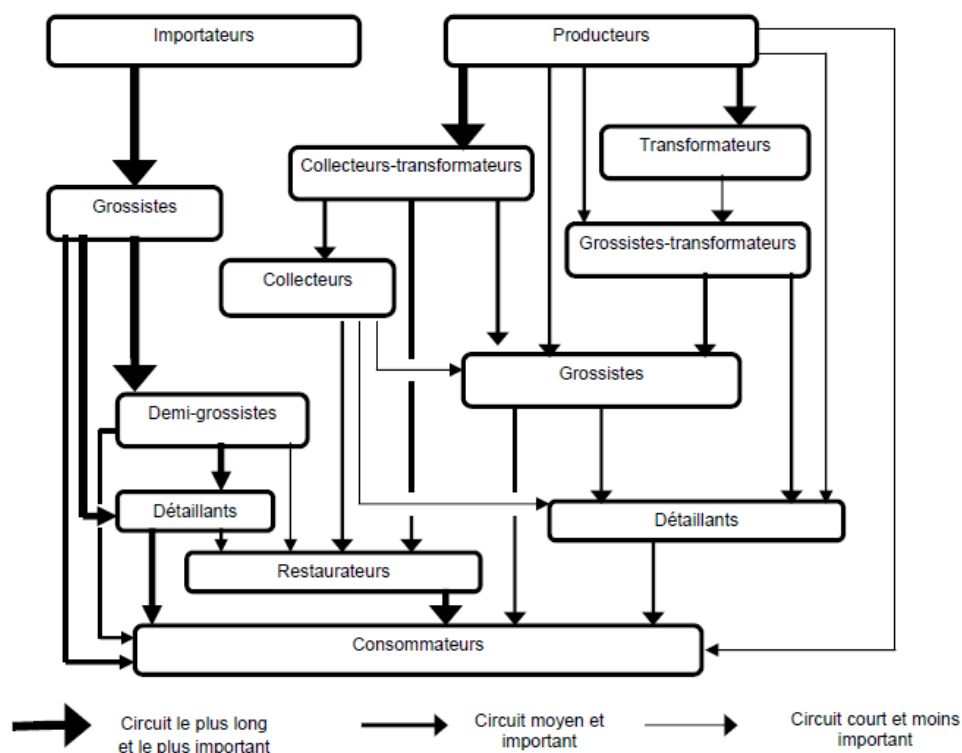 Importateurs
Producteurs
Transformateurs
Collecteurs-transformateurs
Grossistes
Grossistes-transformateurs
Collecteurs
Grossistes
Demi-grossistes
Détaillants
Détaillants
Restaurateurs
Consommateurs
Circuit le plus long
et le plus important
Circuit moyen et
important
Circuit court et moins
important